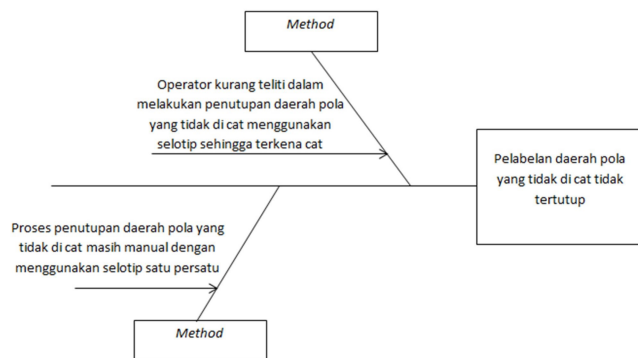 Method
Operator kurang teliti dalam
melakukan penutupan daerah pola
yang tidak di cat menggunakan
selotip sehingga terkena cat
Pelabelan daerah pola
yang tidak di cat tidak
tertutup
Proses penutupan daerah pola yang
tidak di cat masih manual dengan
menggunakan selotip satu persatu
Method